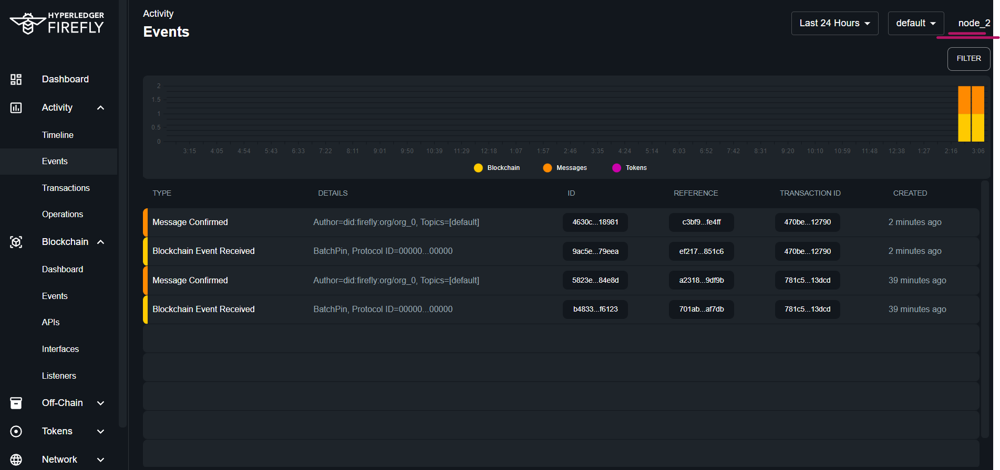 HYPERLEDGER
FIREFLY
Dashboard
Activity
Timeline
Events
Transactions
Operations
Blockchain
Dashboard
Events
APIs
Interfaces
Listeners
Off-Chain
Tokens
Network
Activity
Events
Last 24 Hours
default
node_2
FILTER
2
1.5
1
0.5
0
3:15 4:05 4:54 5:43 6:33 7:22 8:11 9:01 9:50 10:39 11:29 12:18 1:07 1:57 2:46 3:35 4:24 5:14 6:03 6:52 7:42 8:31 9:20 10:10 10:59 11:48 12:38 1:27 2:16 3:06
Blockchain Messages Tokens
TYPE DETAILS ID REFERENCE TRANSACTION ID CREATED
Message Confirmed Author=did:firefly:org/org_0, Topics=[default] 4630c...18981 c3bf9...fe4ff 470be...12790 2 minutes ago
Blockchain Event Received BatchPin, Protocol ID=00000...00000 9ac5e...79eea ef217...851c6 470be...12790 2 minutes ago
Message Confirmed Author=did:firefly:org/org_0, Topics=[default] 5823e...84e8d a2318...9df9b 781c5...13dcd 39 minutes ago
Blockchain Event Received BatchPin, Protocol ID=00000...00000 b4833...f6123 701ab...af7db 781c5...13dcd 39 minutes ago